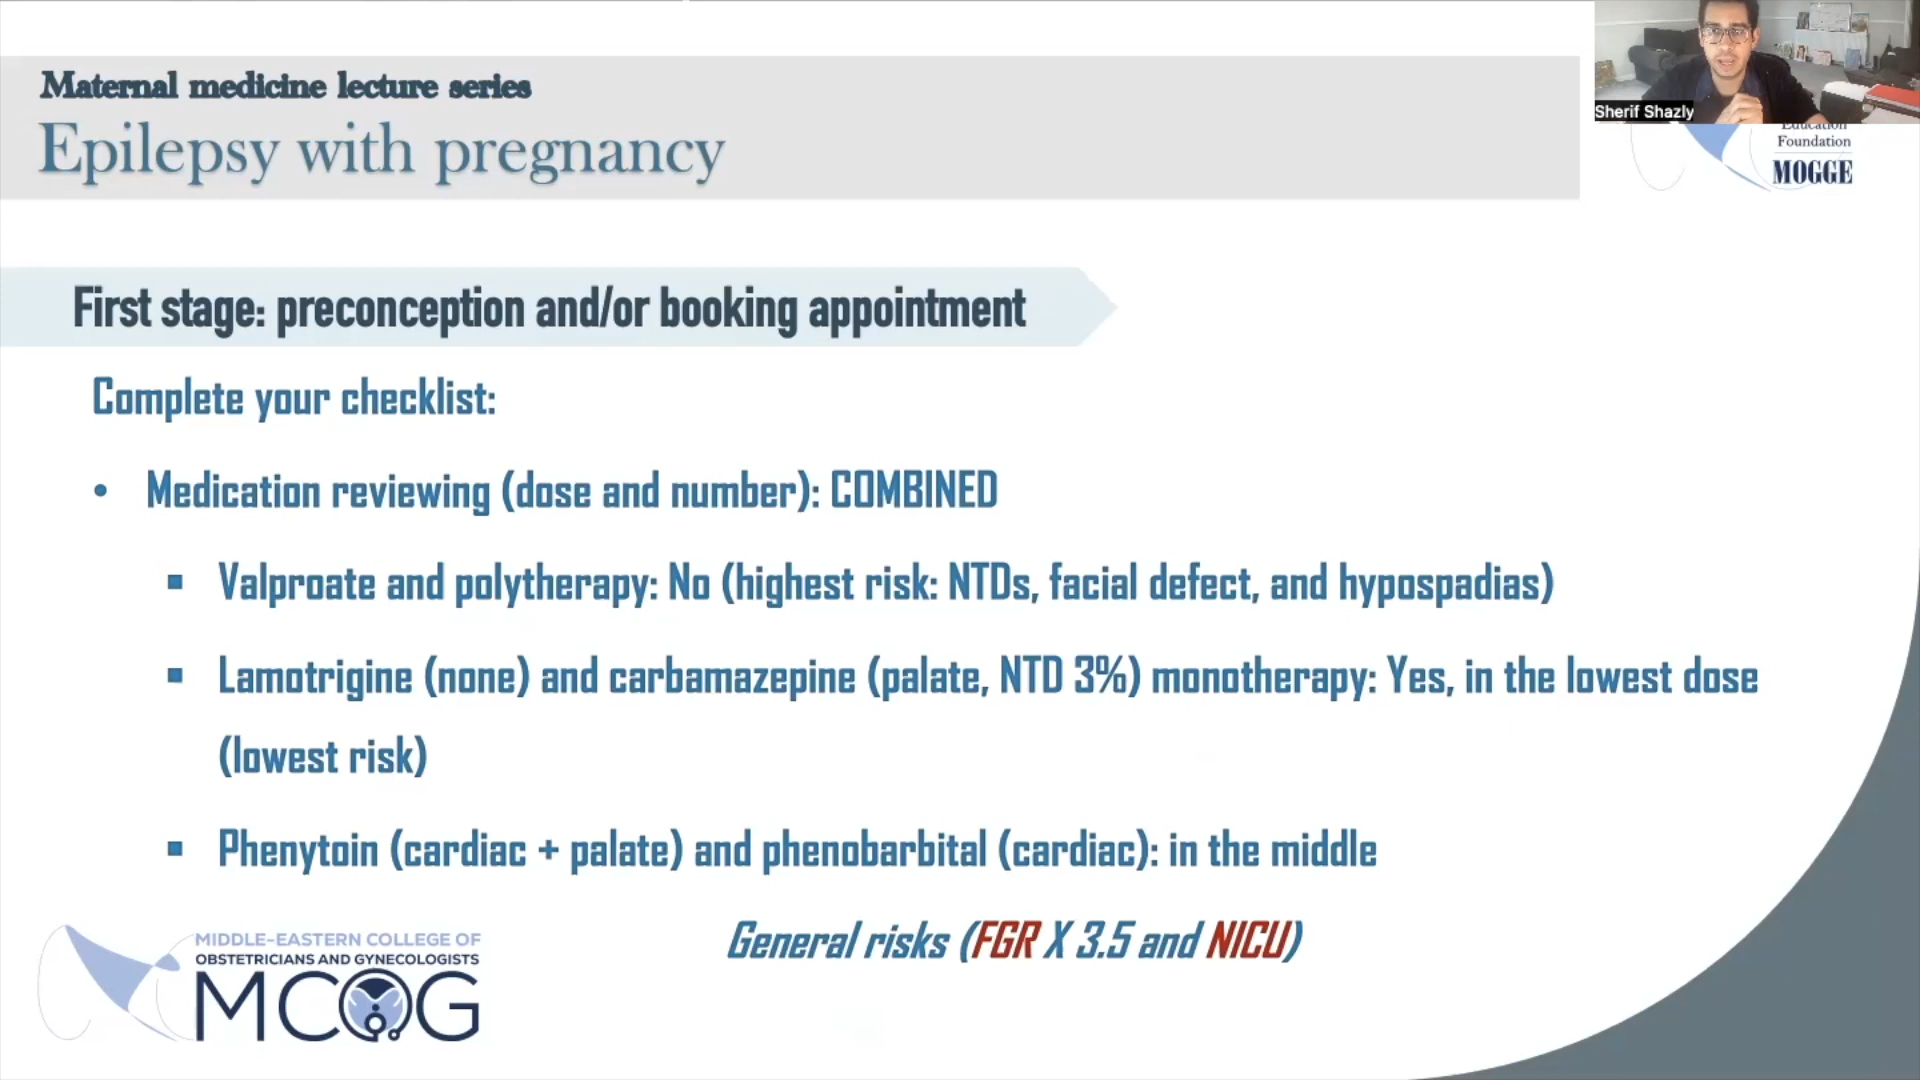 Maternal medicine lecture series
Epilepsy with pregnancy
Sherif Shazly
Education
Foundation
MOGGE
First stage: preconception and/or booking appointment
Complete your checklist:
• Medication reviewing (dose and number): COMBINED
▪ Valproate and polytherapy: No (highest risk: NTDs, facial defect, and hypospadias)
▪ Lamotrigine (none) and carbamazepine (palate, NTD 3%) monotherapy: Yes, in the lowest dose
(lowest risk)
▪ Phenytoin (cardiac + palate) and phenobarbital (cardiac): in the middle
General risks (FGR X 3.5 and NICU)
MIDDLE-EASTERN COLLEGE OF
OBSTETRICIANS AND GYNECOLOGISTS
MCOG